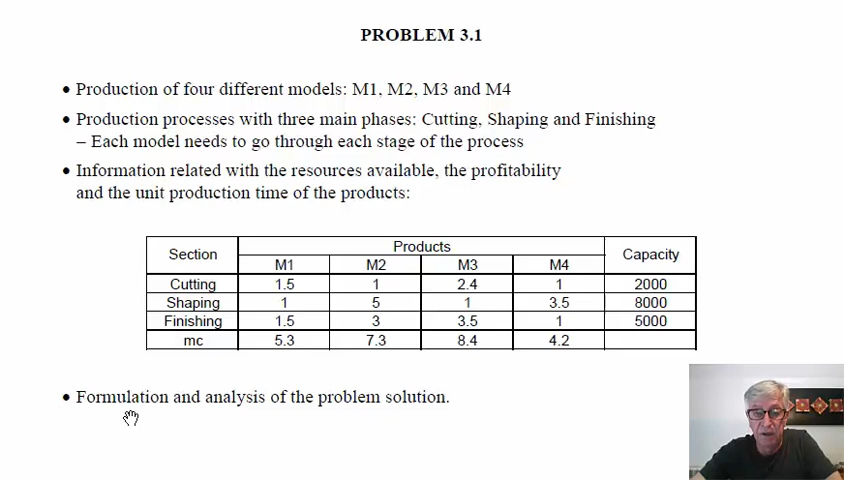 PROBLEM 3.1
• Production of four different models: M1, M2, M3 and M4
• Production processes with three main phases: Cutting, Shaping and Finishing
– Each model needs to go through each stage of the process
• Information related with the resources available, the profitability
and the unit production time of the products:
Section Products Capacity
M1 M2 M3 M4
Cutting 1.5 1 2.4 1 2000
Shaping 1 5 1 3.5 8000
Finishing 1.5 3 3.5 1 5000
mc 5.3 7.3 8.4 4.2
• Formulation and analysis of the problem solution.